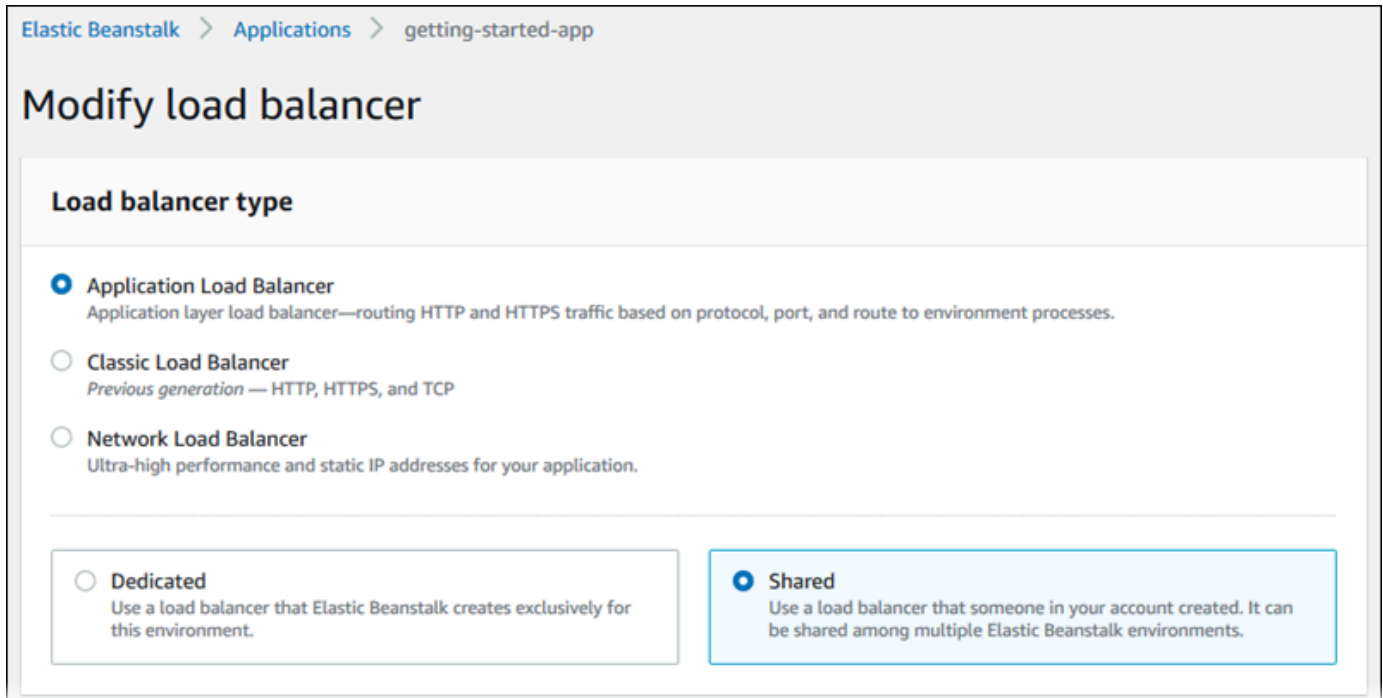 Elastic Beanstalk > Applications > getting-started-app
Modify load balancer
Load balancer type
Application Load Balancer
Application layer load balancer—routing HTTP and HTTPS traffic based on protocol, port, and route to environment processes.
Classic Load Balancer
Previous generation — HTTP, HTTPS, and TCP
Network Load Balancer
Ultra-high performance and static IP addresses for your application.
Dedicated
Use a load balancer that Elastic Beanstalk creates exclusively for
this environment.
Shared
Use a load balancer that someone in your account created. It can
be shared among multiple Elastic Beanstalk environments.